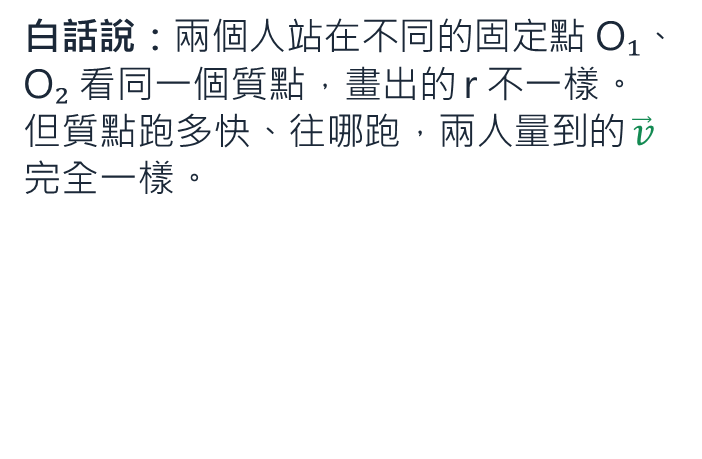 白話說：兩個人站在不同的固定點 O₁、
O₂ 看同一個質點，畫出的 r 不一樣。
但質點跑多快、往哪跑，兩人量到的 $\vec{v}$
完全一樣。